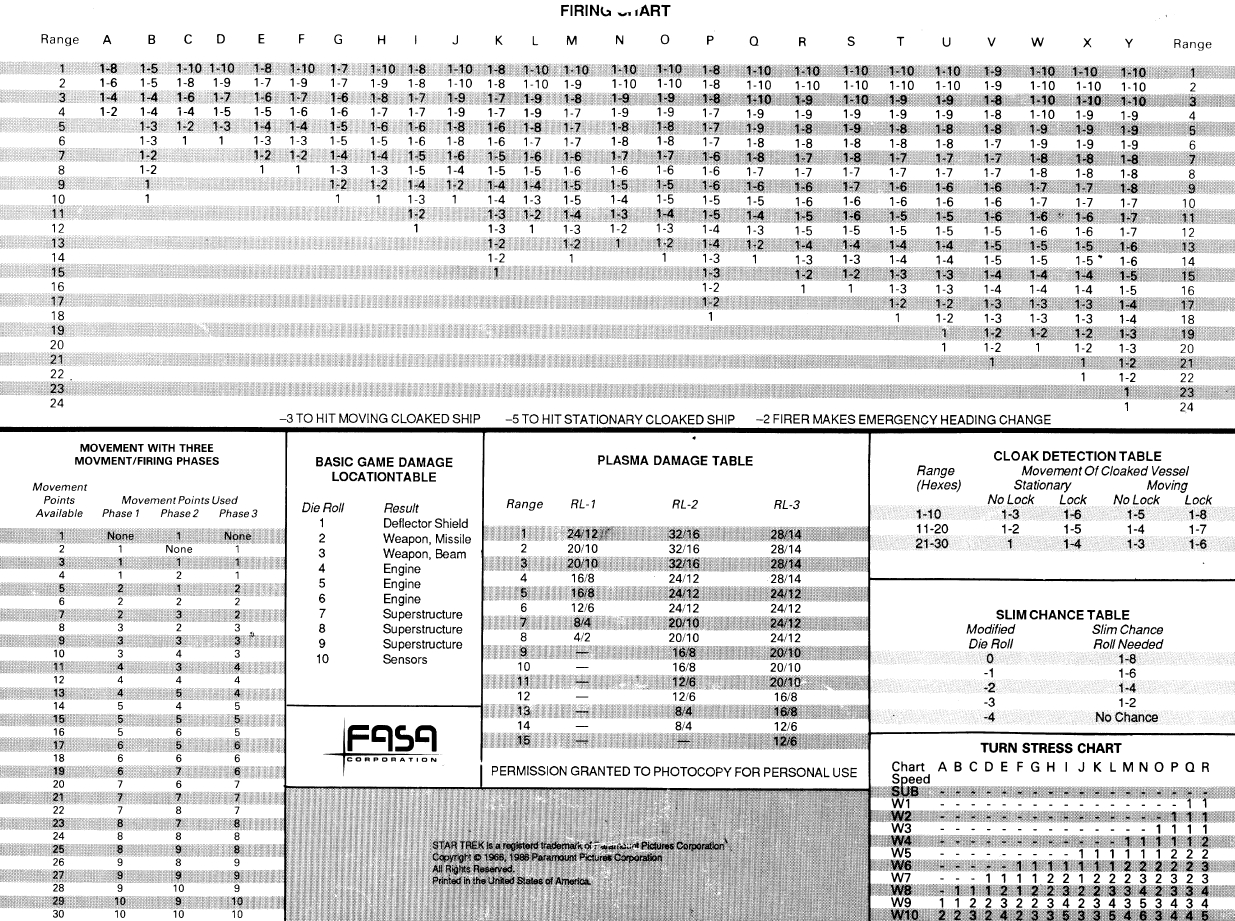 FIRING CHART
Range A B C D E F G H I J K L M N O P Q R S T U V W X Y Range
1 1-8 1-5 1-10 1-10 1-8 1-10 1-7 1-10 1-8 1-10 1-8 1-10 1-10 1-10 1-10 1-8 1-10 1-10 1-10 1-10 1-10 1-9 1-10 1-10 1-10 1
2 1-6 1-5 1-8 1-9 1-7 1-9 1-7 1-9 1-8 1-10 1-8 1-10 1-9 1-10 1-10 1-8 1-10 1-10 1-10 1-10 1-10 1-9 1-10 1-10 1-10 2
3 1-4 1-4 1-6 1-7 1-6 1-7 1-6 1-8 1-7 1-9 1-7 1-9 1-8 1-9 1-9 1-8 1-10 1-9 1-10 1-9 1-9 1-8 1-10 1-10 1-10 3
4 1-2 1-4 1-4 1-5 1-5 1-6 1-6 1-7 1-7 1-9 1-7 1-9 1-7 1-9 1-9 1-7 1-9 1-9 1-9 1-9 1-9 1-8 1-10 1-9 1-9 4
5 1-3 1-2 1-3 1-4 1-4 1-5 1-6 1-6 1-8 1-6 1-8 1-7 1-8 1-8 1-7 1-9 1-8 1-9 1-8 1-8 1-8 1-9 1-9 1-9 5
6 1-3 1 1 1-3 1-3 1-5 1-5 1-6 1-8 1-6 1-7 1-7 1-8 1-8 1-7 1-8 1-8 1-8 1-8 1-8 1-7 1-9 1-9 1-9 6
7 1-2 1-2 1-2 1-4 1-4 1-5 1-6 1-5 1-6 1-6 1-7 1-7 1-6 1-8 1-7 1-8 1-7 1-7 1-7 1-8 1-8 1-8 7
8 1-2 1 1 1-3 1-3 1-5 1-4 1-5 1-5 1-6 1-6 1-6 1-6 1-7 1-7 1-7 1-7 1-7 1-7 1-8 1-8 1-8 8
9 1 1-2 1-2 1-4 1-2 1-4 1-4 1-5 1-5 1-5 1-6 1-6 1-6 1-7 1-6 1-6 1-6 1-7 1-7 1-8 9
10 1 1 1 1-3 1 1-4 1-3 1-5 1-4 1-5 1-5 1-5 1-6 1-6 1-6 1-6 1-6 1-7 1-7 1-7 10
11 1-2 1-3 1-2 1-4 1-3 1-4 1-5 1-4 1-5 1-6 1-5 1-5 1-6 1-6 1-6 1-7 11
12 1 1-3 1 1-3 1-2 1-3 1-4 1-3 1-5 1-5 1-5 1-5 1-5 1-6 1-6 1-7 12
13 1-2 1-2 1 1-2 1-4 1-2 1-4 1-4 1-4 1-4 1-5 1-5 1-5 1-6 13
14 1-2 1 1 1-3 1 1-3 1-3 1-4 1-4 1-5 1-5 1-5 1-6 14
15 1 1-3 1-2 1-2 1-3 1-3 1-4 1-4 1-4 1-5 15
16 1-2 1 1 1-3 1-3 1-4 1-4 1-4 1-5 16
17 1-2 1-2 1-2 1-3 1-3 1-3 1-4 17
18 1 1 1-2 1-3 1-3 1-3 1-4 18
19 1 1-2 1-2 1-2 1-3 19
20 1 1-2 1 1-2 1-3 20
21 1 1 1-2 21
22 1 1-2 22
23 1 23
24 1 24
–3 TO HIT MOVING CLOAKED SHIP –5 TO HIT STATIONARY CLOAKED SHIP –2 FIRER MAKES EMERGENCY HEADING CHANGE
MOVEMENT WITH THREE
MOVMENT/FIRING PHASES
Movement
Points Movement Points Used
Available Phase 1 Phase 2 Phase 3
1 None 1 None
2 1 None 1
3 1 1 1
4 1 2 1
5 2 1 2
6 2 2 2
7 2 3 2
8 3 2 3
9 3 3 3
10 3 4 3
11 4 3 4
12 4 4 4
13 4 5 4
14 5 4 5
15 5 5 5
16 5 6 5
17 6 5 6
18 6 6 6
19 6 7 6
20 7 6 7
21 7 7 7
22 7 8 7
23 8 7 8
24 8 8 8
25 8 9 8
26 9 8 9
27 9 9 9
28 9 10 9
29 10 9 10
30 10 10 10
BASIC GAME DAMAGE
LOCATIONTABLE
Die Roll Result
1 Deflector Shield
2 Weapon, Missile
3 Weapon, Beam
4 Engine
5 Engine
6 Engine
7 Superstructure
8 Superstructure
9 Superstructure
10 Sensors
FASA
CORPORATION
PLASMA DAMAGE TABLE
Range RL-1 RL-2 RL-3
1 24/12 32/16 28/14
2 20/10 32/16 28/14
3 20/10 32/16 28/14
4 16/8 24/12 28/14
5 16/8 24/12 24/12
6 12/6 24/12 24/12
7 8/4 20/10 24/12
8 4/2 20/10 24/12
9 — 16/8 20/10
10 — 16/8 20/10
11 — 12/6 20/10
12 — 12/6 16/8
13 — 8/4 16/8
14 — 8/4 12/6
15 — — 12/6
PERMISSION GRANTED TO PHOTOCOPY FOR PERSONAL USE
STAR TREK is a registerd trademark of Pictures Corporation
Copyright © 1966, 1986 Paramount Pictures Corporation
All Rights Reserved.
Printed in the United States of America.
CLOAK DETECTION TABLE
Range Movement Of Cloaked Vessel
(Hexes) Stationary Moving
No Lock Lock No Lock Lock
1-10 1-3 1-6 1-5 1-8
11-20 1-2 1-5 1-4 1-7
21-30 1 1-4 1-3 1-6
SLIM CHANCE TABLE
Modified Slim Chance
Die Roll Roll Needed
0 1-8
-1 1-6
-2 1-4
-3 1-2
-4 No Chance
TURN STRESS CHART
Chart A B C D E F G H I J K L M N O P Q R
Speed
SUB - - - - - - - - - - - - - - - - - -
W1 - - - - - - - - - - - - - - - - 1 1
W2 - - - - - - - - - - - - - - - 1 1 1
W3 - - - - - - - - - - - - - - 1 1 1 1
W4 - - - - - - - - - - - - 1 1 1 1 1 2
W5 - - - - - - - - - 1 1 1 1 1 1 2 2 2
W6 - - - - - 1 1 1 1 1 1 2 2 2 2 2 3
W7 - - - 1 1 1 1 2 2 1 2 2 2 3 2 3 2 3
W8 - 1 1 1 2 1 2 2 3 2 2 3 3 4 2 3 3 4
W9 1 1 2 2 3 2 2 3 3 2 3 4 4 5 3 4 3 4
W10 2 2 3 2 4 2 3 3 5 3 3 5 4 6 3 4 4 5